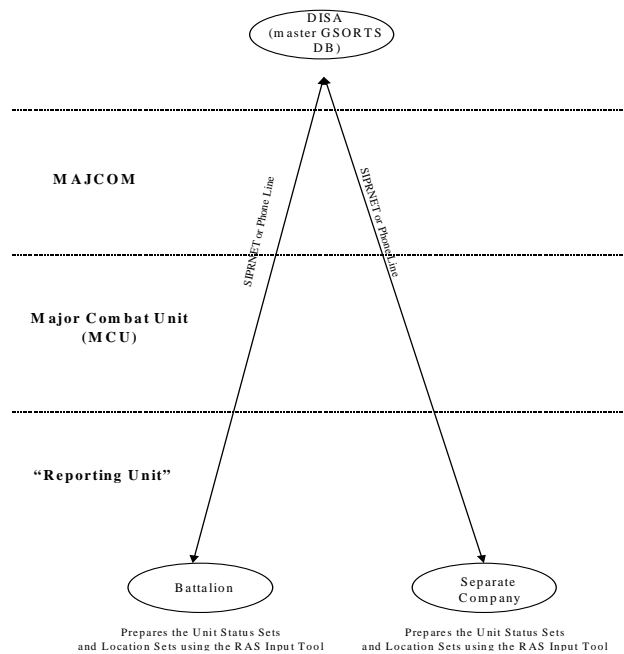 DISA
(master GSORTS
DB)
MAJCOM
SIPRNET or Phone Line
SIPRNET or Phone Line
Major Combat Unit
(MCU)
“Reporting Unit”
Battalion
Separate
Company
Prepares the Unit Status Sets
and Location Sets using the RAS Input Tool
Prepares the Unit Status Sets
and Location Sets using the RAS Input Tool